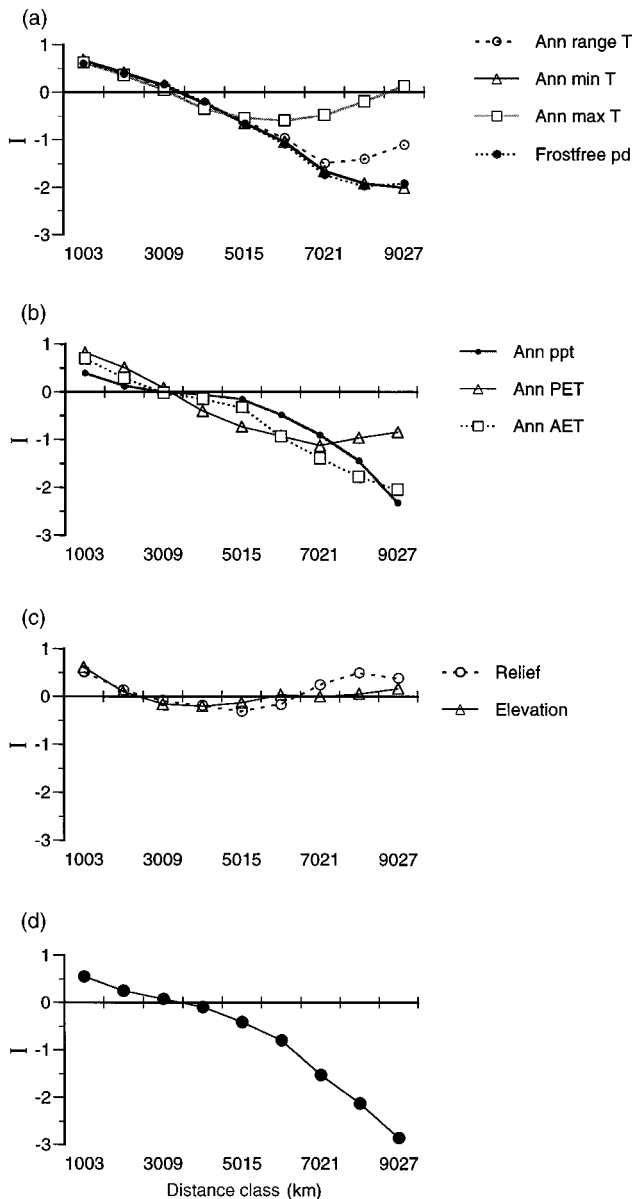 (a)
1
0
-1
-2
-3
I
1003 3009 5015 7021 9027
Ann range T
Ann min T
Ann max T
Frostfree pd
(b)
1
0
-1
-2
-3
I
1003 3009 5015 7021 9027
Ann ppt
Ann PET
Ann AET
(c)
1
0
-1
-2
-3
I
1003 3009 5015 7021 9027
Relief
Elevation
(d)
1
0
-1
-2
-3
I
1003 3009 5015 7021 9027
Distance class (km)